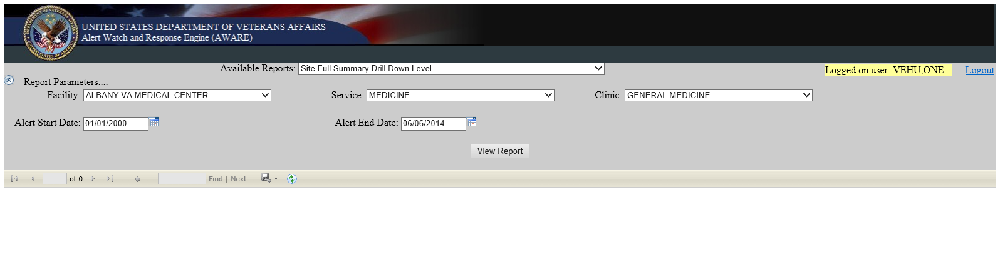 UNITED STATES DEPARTMENT OF VETERANS AFFAIRS
Alert Watch and Response Engine (AWARE)
Available Reports: Site Full Summary Drill Down Level
Logged on user: VEHU,ONE : Logout
Report Parameters....
Facility: ALBANY VA MEDICAL CENTER Service: MEDICINE Clinic: GENERAL MEDICINE
Alert Start Date: 01/01/2000 Alert End Date: 06/06/2014
View Report
of 0 Find | Next